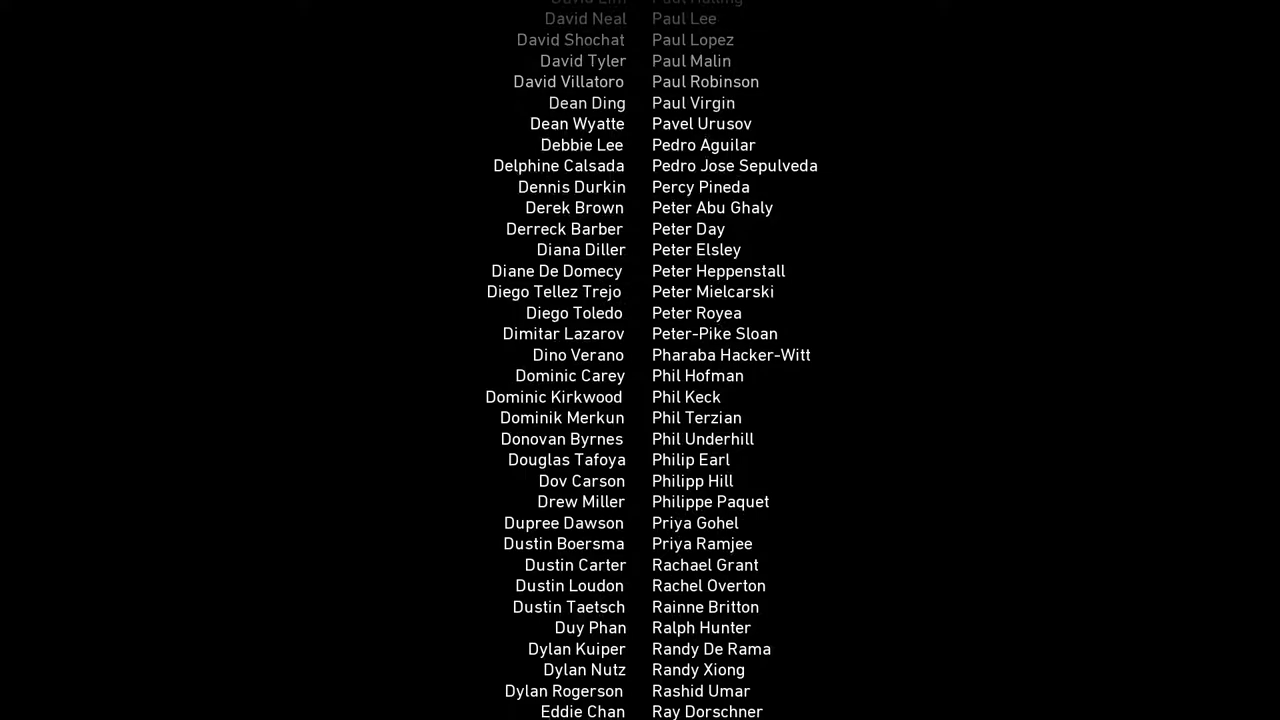 David Neal Paul Lee
David Shochat Paul Lopez
David Tyler Paul Malin
David Villatoro Paul Robinson
Dean Ding Paul Virgin
Dean Wyatte Pavel Urusov
Debbie Lee Pedro Aguilar
Delphine Calsada Pedro Jose Sepulveda
Dennis Durkin Percy Pineda
Derek Brown Peter Abu Ghaly
Derreck Barber Peter Day
Diana Diller Peter Elsley
Diane De Domecy Peter Heppenstall
Diego Tellez Trejo Peter Mielcarski
Diego Toledo Peter Royea
Dimitar Lazarov Peter-Pike Sloan
Dino Verano Pharaba Hacker-Witt
Dominic Carey Phil Hofman
Dominic Kirkwood Phil Keck
Dominik Merkun Phil Terzian
Donovan Byrnes Phil Underhill
Douglas Tafoya Philip Earl
Dov Carson Philipp Hill
Drew Miller Philippe Paquet
Dupree Dawson Priya Gohel
Dustin Boersma Priya Ramjee
Dustin Carter Rachael Grant
Dustin Loudon Rachel Overton
Dustin Taetsch Rainne Britton
Duy Phan Ralph Hunter
Dylan Kuiper Randy De Rama
Dylan Nutz Randy Xiong
Dylan Rogerson Rashid Umar
Eddie Chan Ray Dorschner